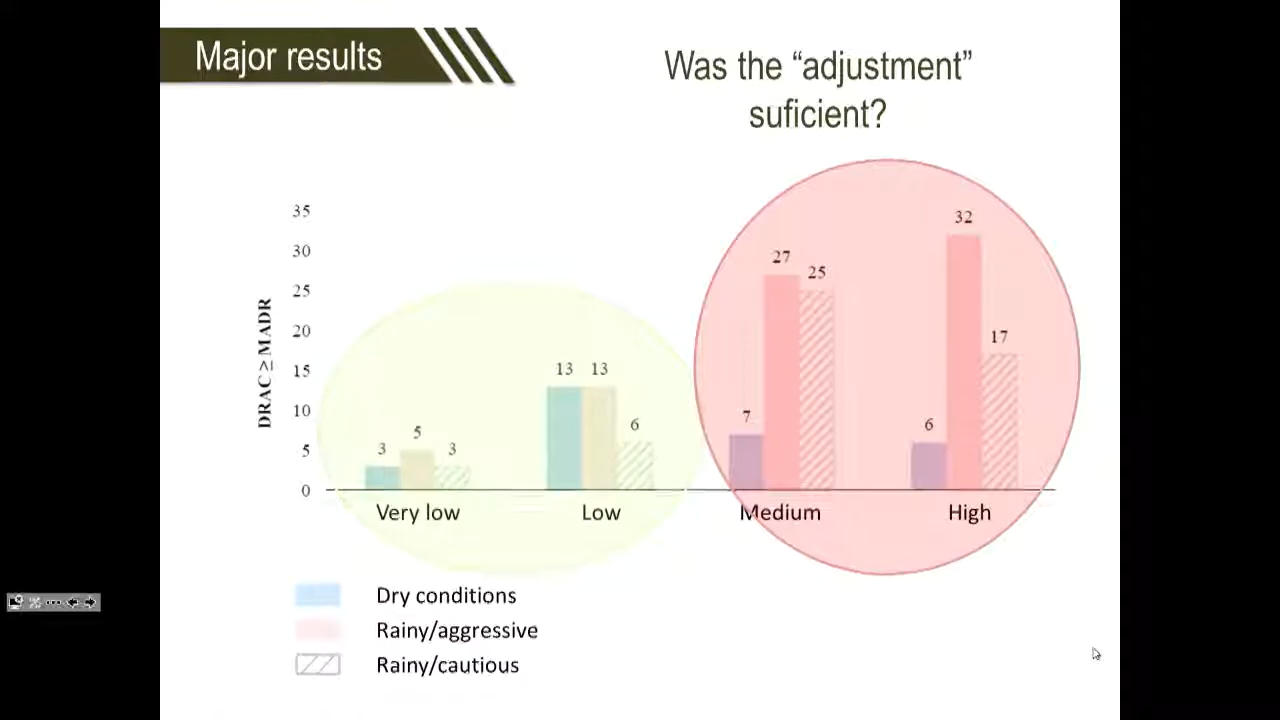 Major results
Was the “adjustment”
suficient?
DRAC ≥ MADR
35
30
25
20
15
10
5
0
3
5
3
13
13
6
7
27
25
6
32
17
Very low
Low
Medium
High
Dry conditions
Rainy/aggressive
Rainy/cautious